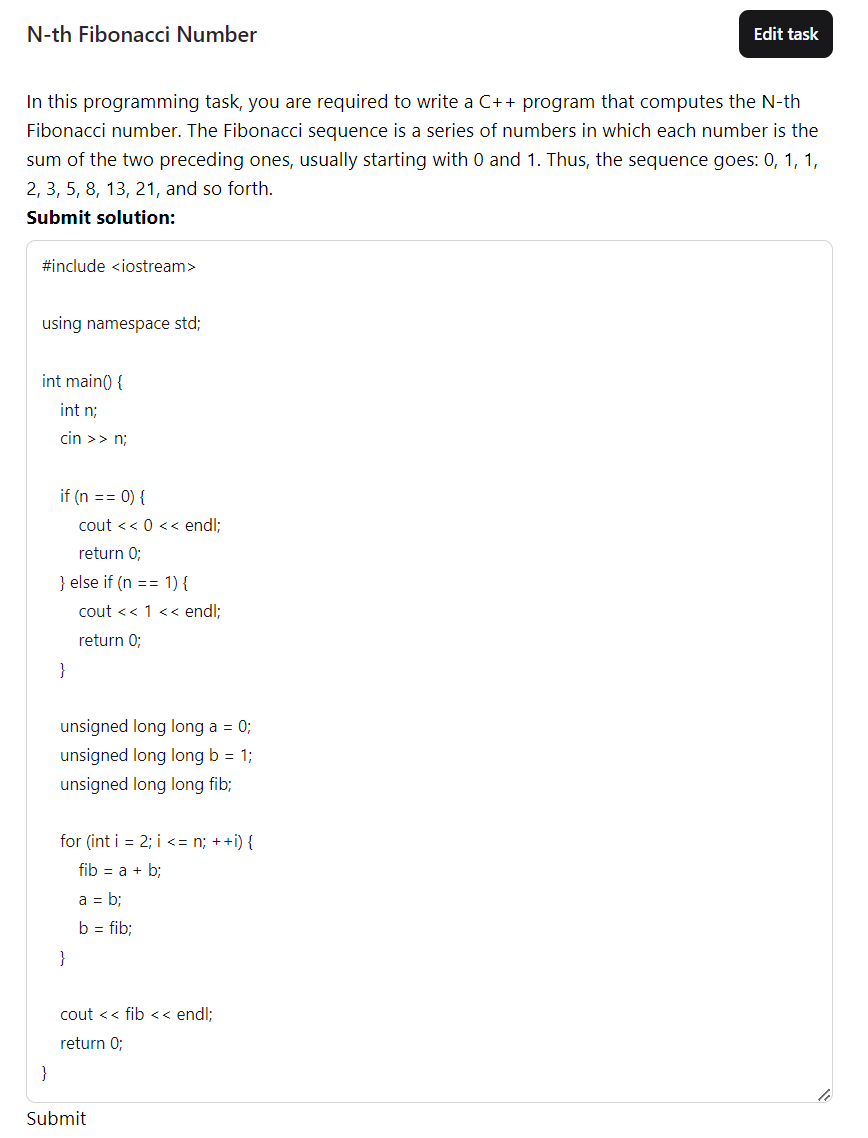 N-th Fibonacci Number
Edit task
In this programming task, you are required to write a C++ program that computes the N-th
Fibonacci number. The Fibonacci sequence is a series of numbers in which each number is the
sum of the two preceding ones, usually starting with 0 and 1. Thus, the sequence goes: 0, 1, 1,
2, 3, 5, 8, 13, 21, and so forth.
Submit solution:
#include <iostream>
using namespace std;
int main() {
int n;
cin >> n;
if (n == 0) {
cout << 0 << endl;
return 0;
} else if (n == 1) {
cout << 1 << endl;
return 0;
}
unsigned long long a = 0;
unsigned long long b = 1;
unsigned long long fib;
for (int i = 2; i <= n; ++i) {
fib = a + b;
a = b;
b = fib;
}
cout << fib << endl;
return 0;
}
Submit